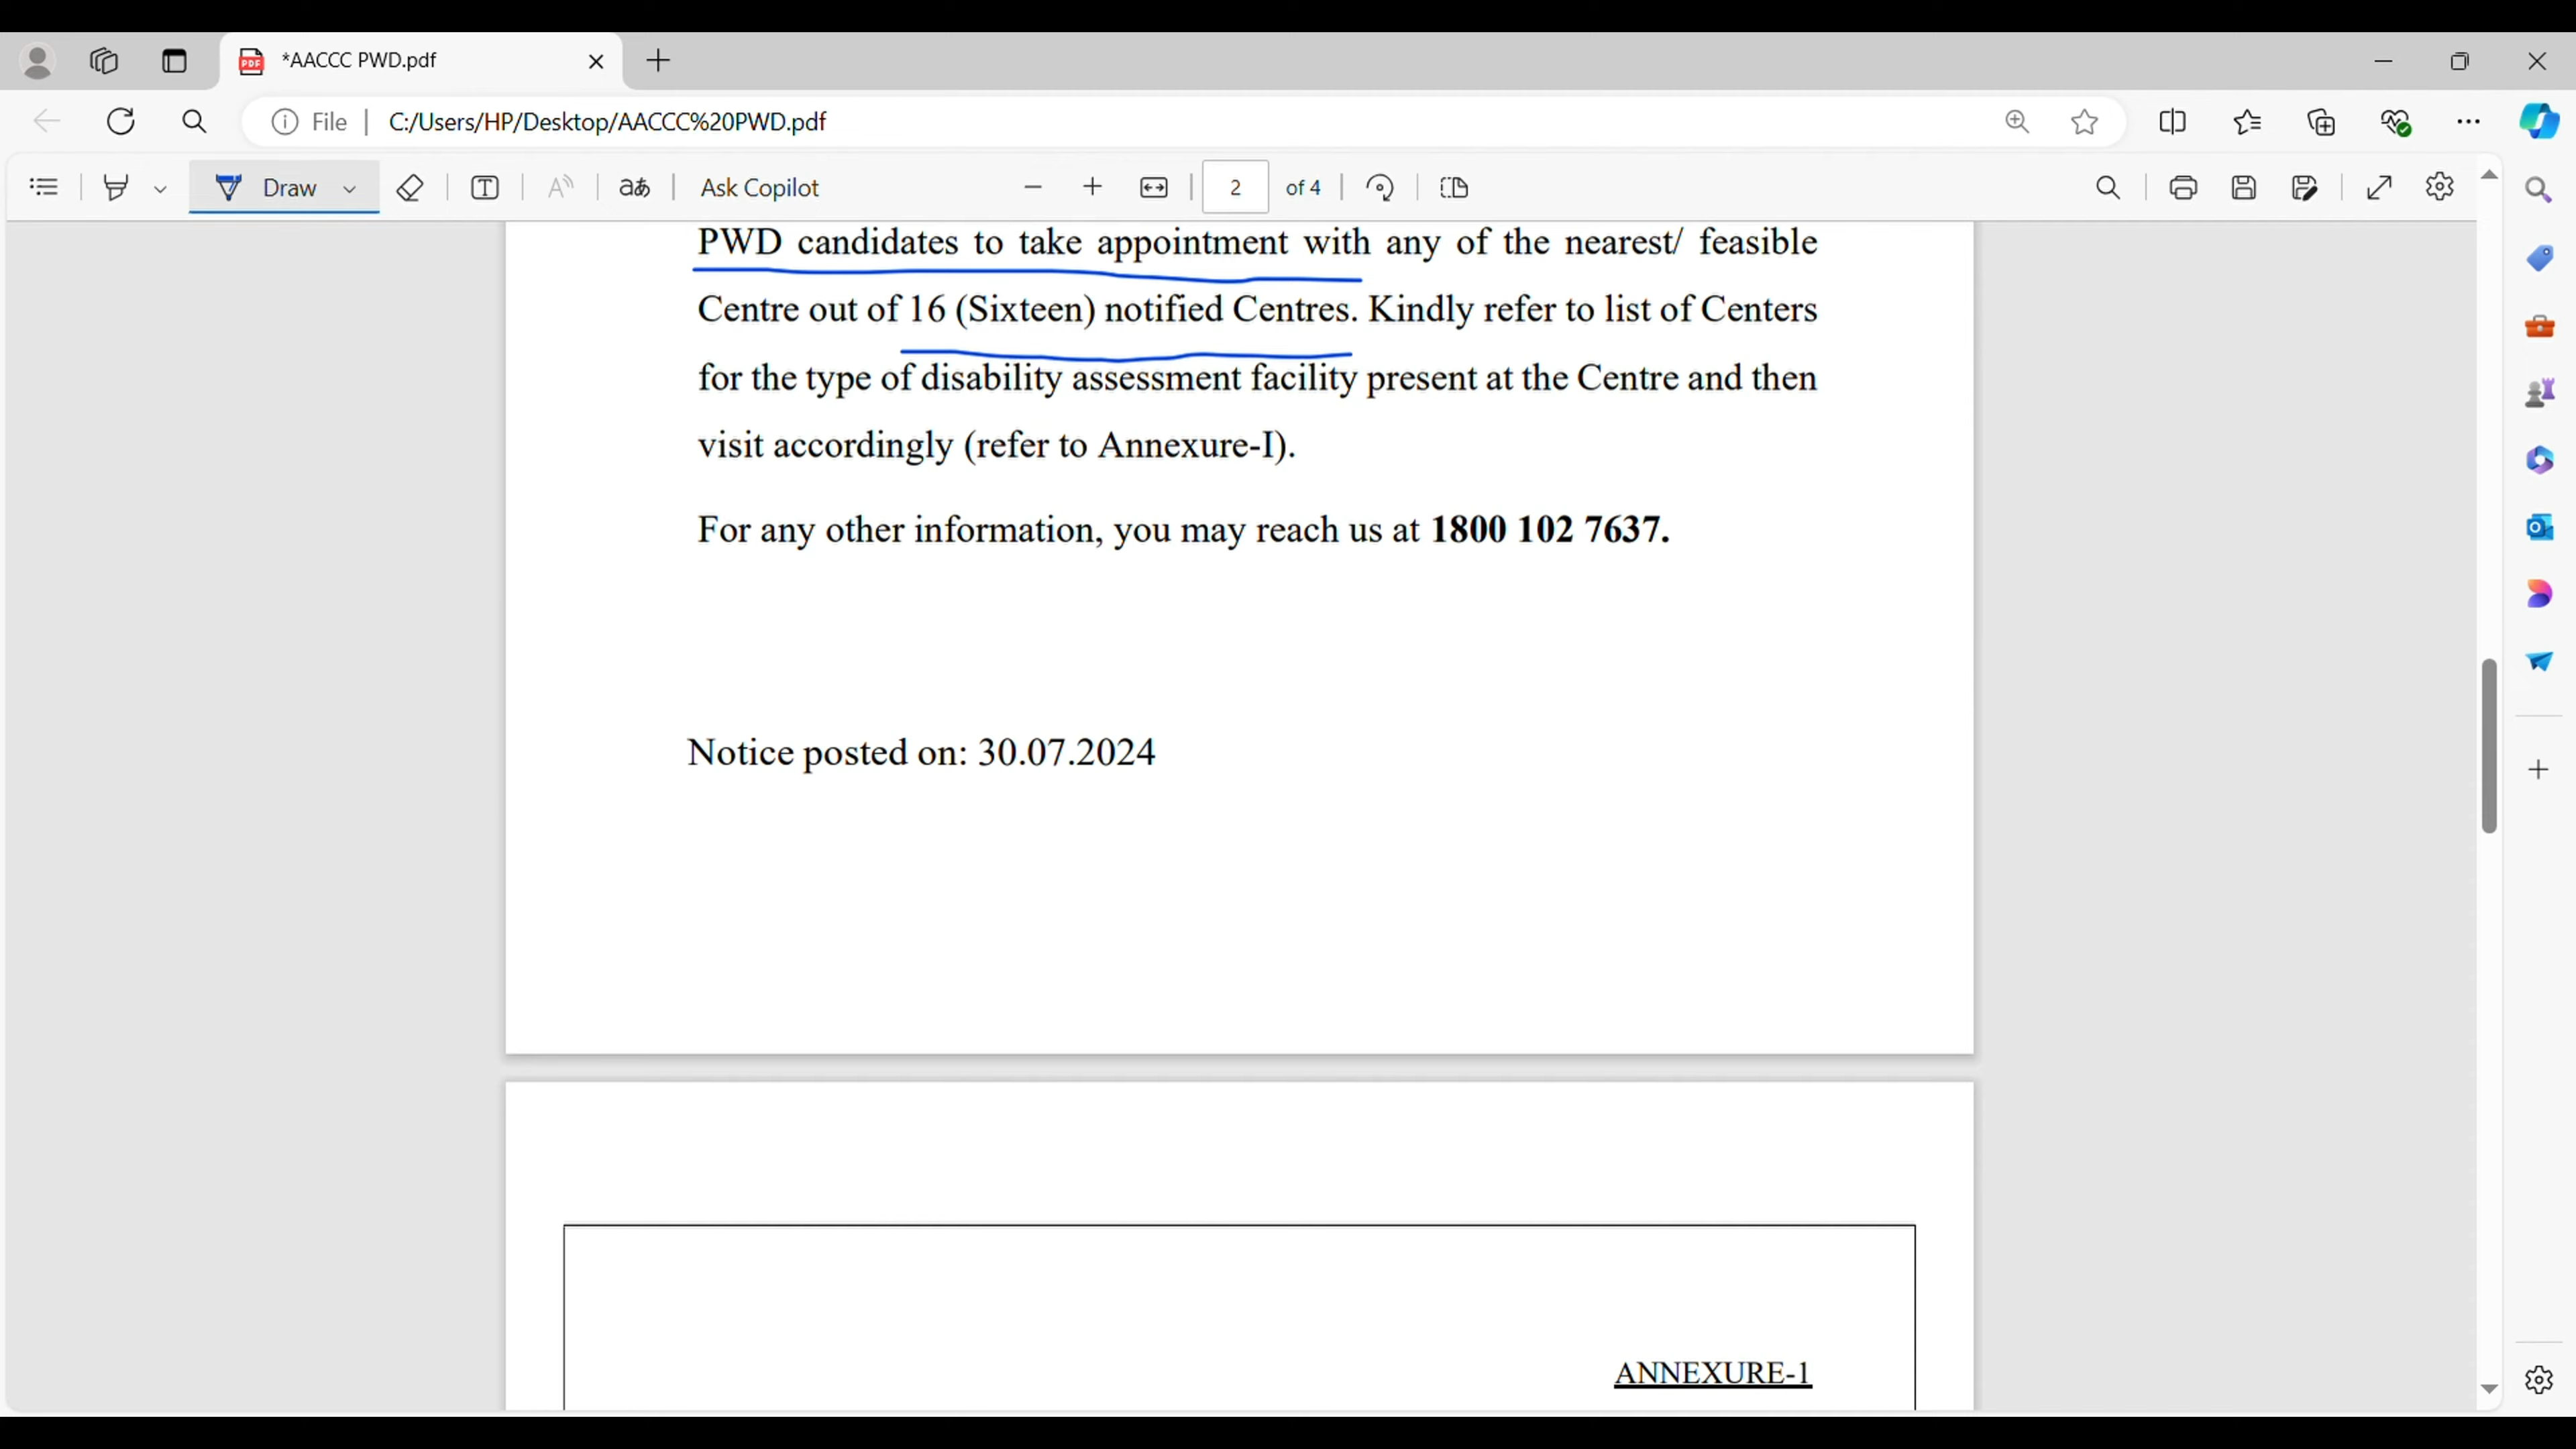 *AACCC PWD.pdf
File
C:/Users/HP/Desktop/AACCC%20PWD.pdf
Draw
Ask Copilot
2 of 4
PWD candidates to take appointment with any of the nearest/ feasible
Centre out of 16 (Sixteen) notified Centres. Kindly refer to list of Centers
for the type of disability assessment facility present at the Centre and then
visit accordingly (refer to Annexure-I).
For any other information, you may reach us at 1800 102 7637.
Notice posted on: 30.07.2024
ANNEXURE-1